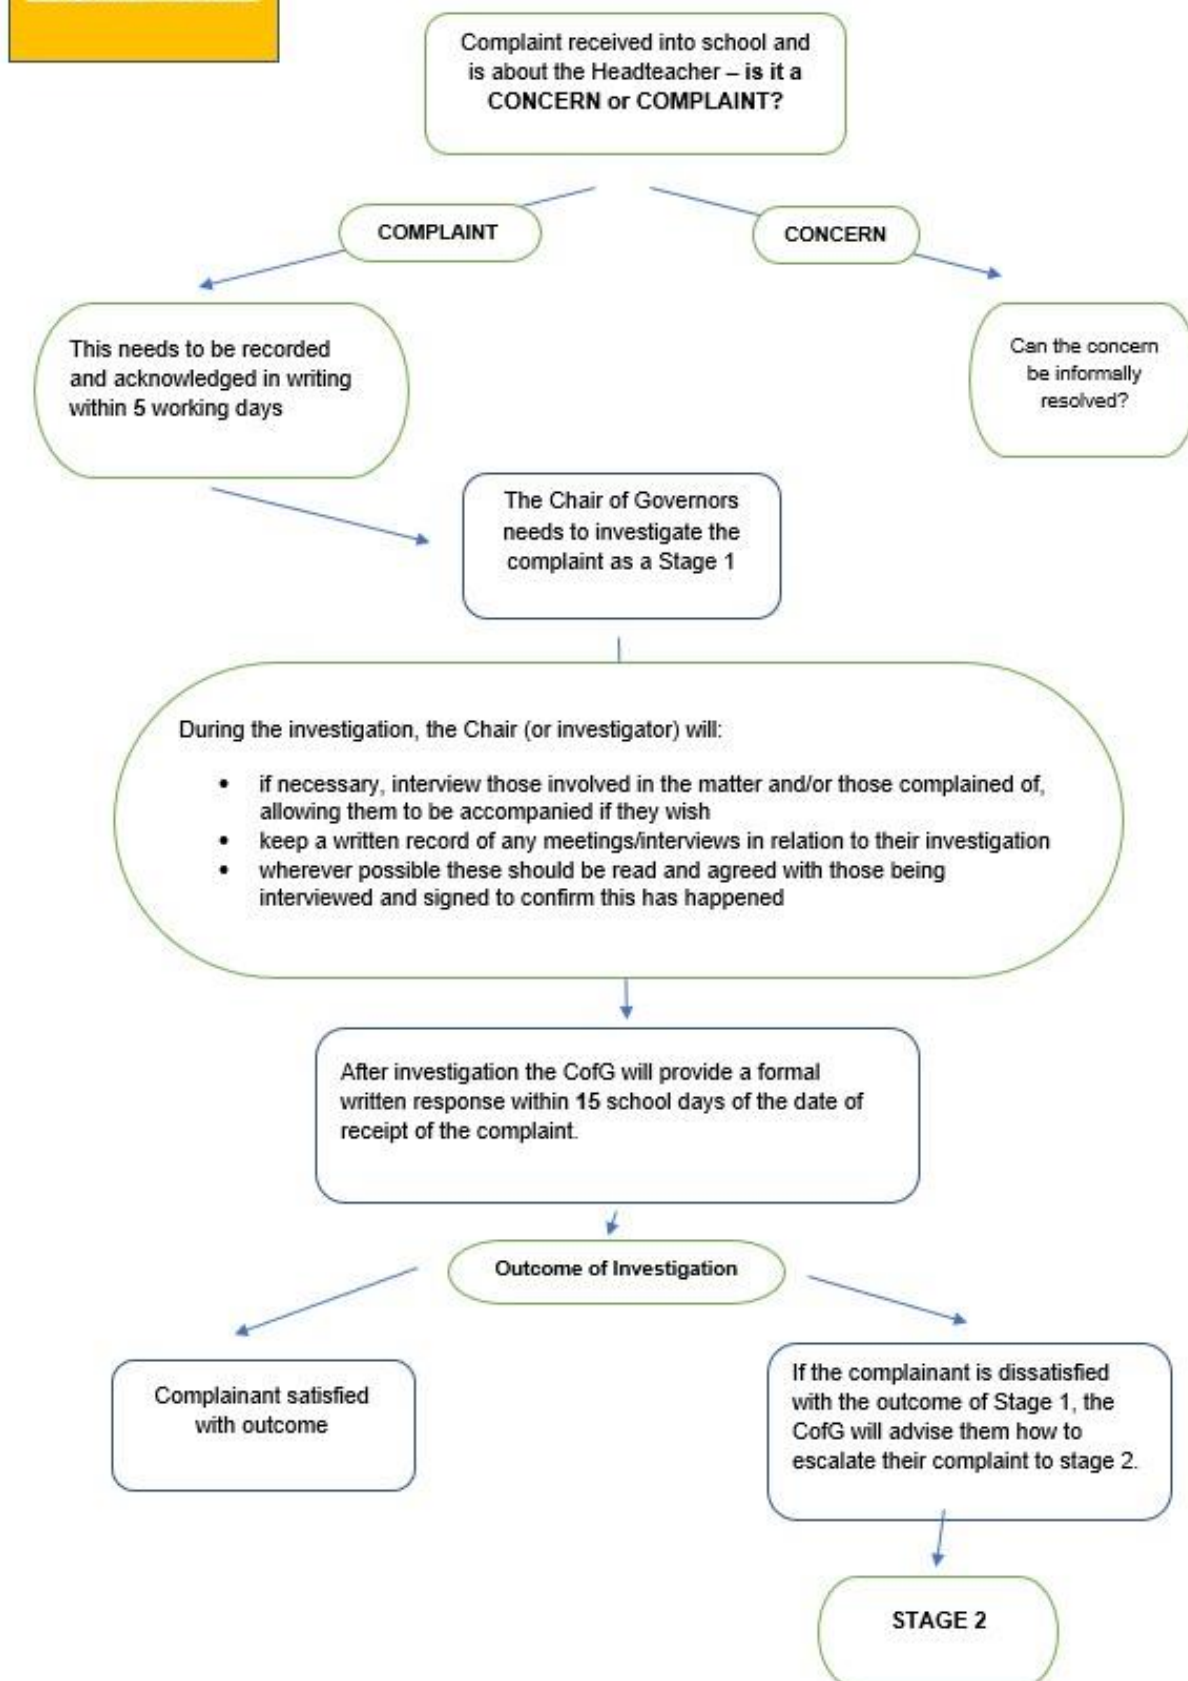 Complaint received into school and
is about the Headteacher – is it a
CONCERN or COMPLAINT?
COMPLAINT
CONCERN
This needs to be recorded
and acknowledged in writing
within 5 working days
Can the concern
be informally
resolved?
The Chair of Governors
needs to investigate the
complaint as a Stage 1
During the investigation, the Chair (or investigator) will:
• if necessary, interview those involved in the matter and/or those complained of,
allowing them to be accompanied if they wish
• keep a written record of any meetings/interviews in relation to their investigation
• wherever possible these should be read and agreed with those being
interviewed and signed to confirm this has happened
After investigation the CofG will provide a formal
written response within 15 school days of the date of
receipt of the complaint.
Outcome of Investigation
Complainant satisfied
with outcome
If the complainant is dissatisfied
with the outcome of Stage 1, the
CofG will advise them how to
escalate their complaint to stage 2.
STAGE 2